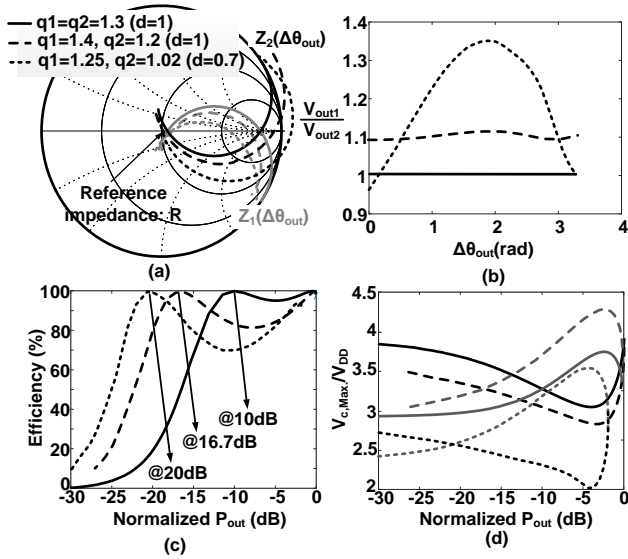 q1=q2=1.3 (d=1)
q1=1.4, q2=1.2 (d=1)
q1=1.25, q2=1.02 (d=0.7)
Z2(Δθout)
Reference
impedance: R
Z1(Δθout)
(a)
Vout1
Vout2
1.4
1.3
1.2
1.1
1
0.9
0 1 2 3 4
Δθout(rad)
(b)
Efficiency (%)
100
80
60
40
20
0
@10dB
@16.7dB
@20dB
-30 -25 -20 -15 -10 -5 0
Normalized Pout (dB)
(c)
Vc,Max./VDD
4.5
4
3.5
3
2.5
2
-30 -25 -20 -15 -10 -5 0
Normalized Pout (dB)
(d)